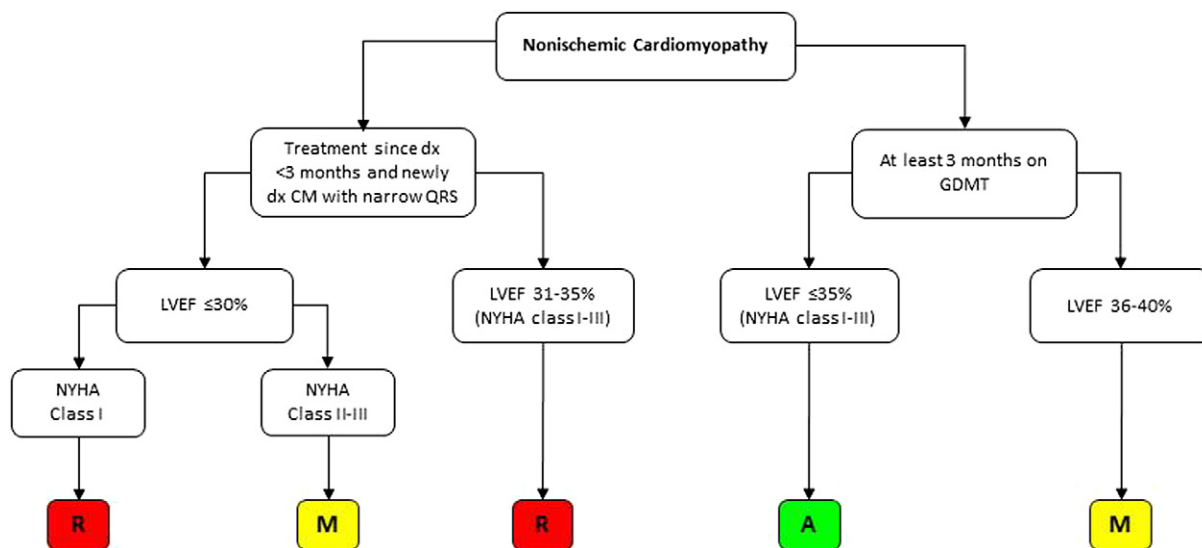 Nonischemic Cardiomyopathy
Treatment since dx
<3 months and newly
dx CM with narrow QRS
At least 3 months on
GDMT
LVEF ≤30%
LVEF 31-35%
(NYHA class I-III)
LVEF ≤35%
(NYHA class I-III)
LVEF 36-40%
NYHA
Class I
NYHA
Class II-III
R
M
R
A
M